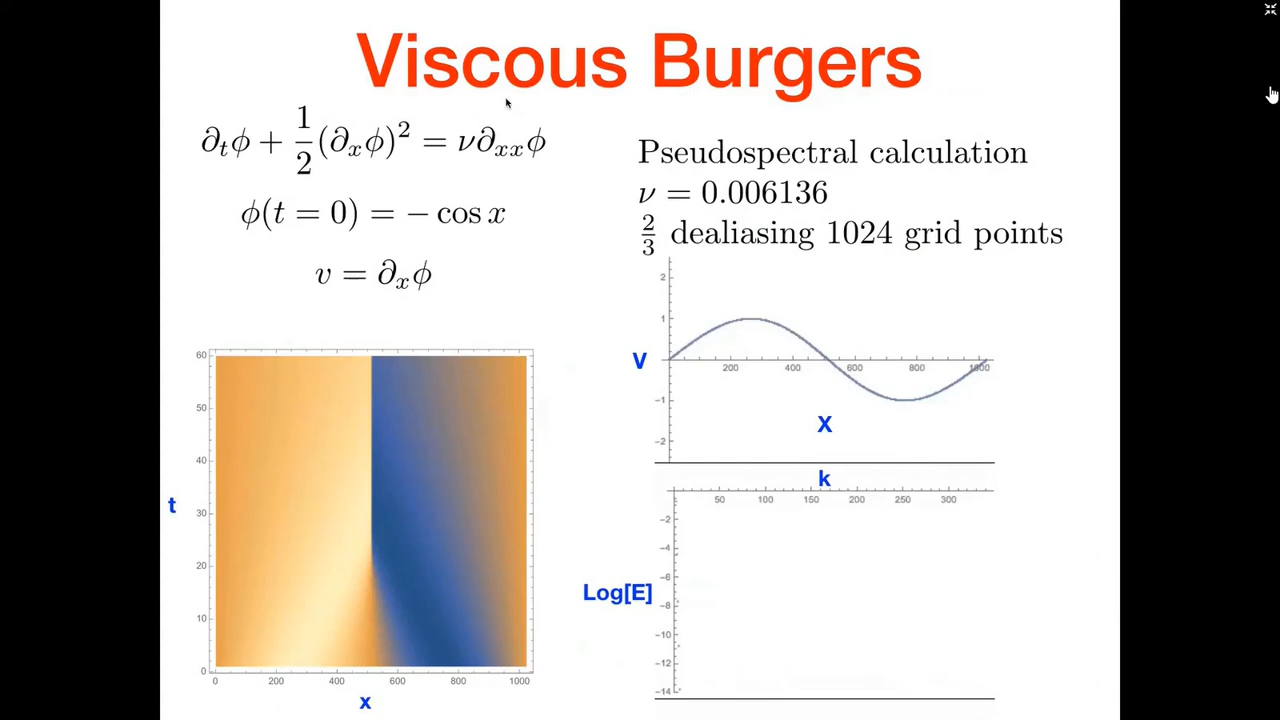 Viscous Burgers
∂ₜϕ + 1/2 (∂ₓϕ)² = ν∂ₓₓϕ
ϕ(t = 0) = − cos x
v = ∂ₓϕ
Pseudospectral calculation
ν = 0.006136
2/3 dealiasing 1024 grid points
60
50
40
30
20
10
0
t
0 200 400 600 800 1000
x
2
1
-1
-2
V
200 400 600 800 1000
X
k
50 100 150 200 250 300
-2
-4
-6
-8
-10
-12
-14
Log[E]